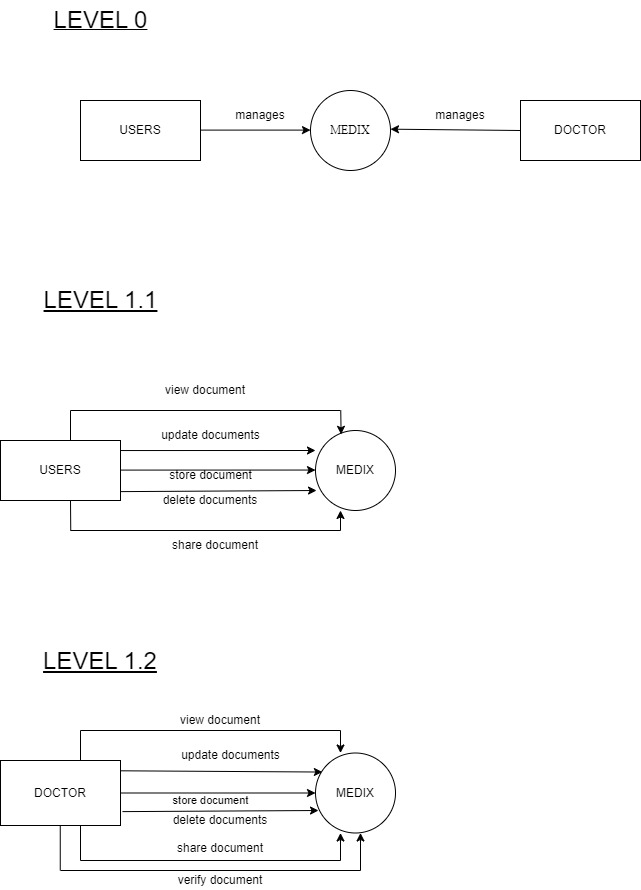 LEVEL 0
manages
manages
USERS
MEDIX
DOCTOR
LEVEL 1.1
view document
update documents
USERS
store document
MEDIX
delete documents
share document
LEVEL 1.2
view document
update documents
DOCTOR
store document
MEDIX
delete documents
share document
verify document